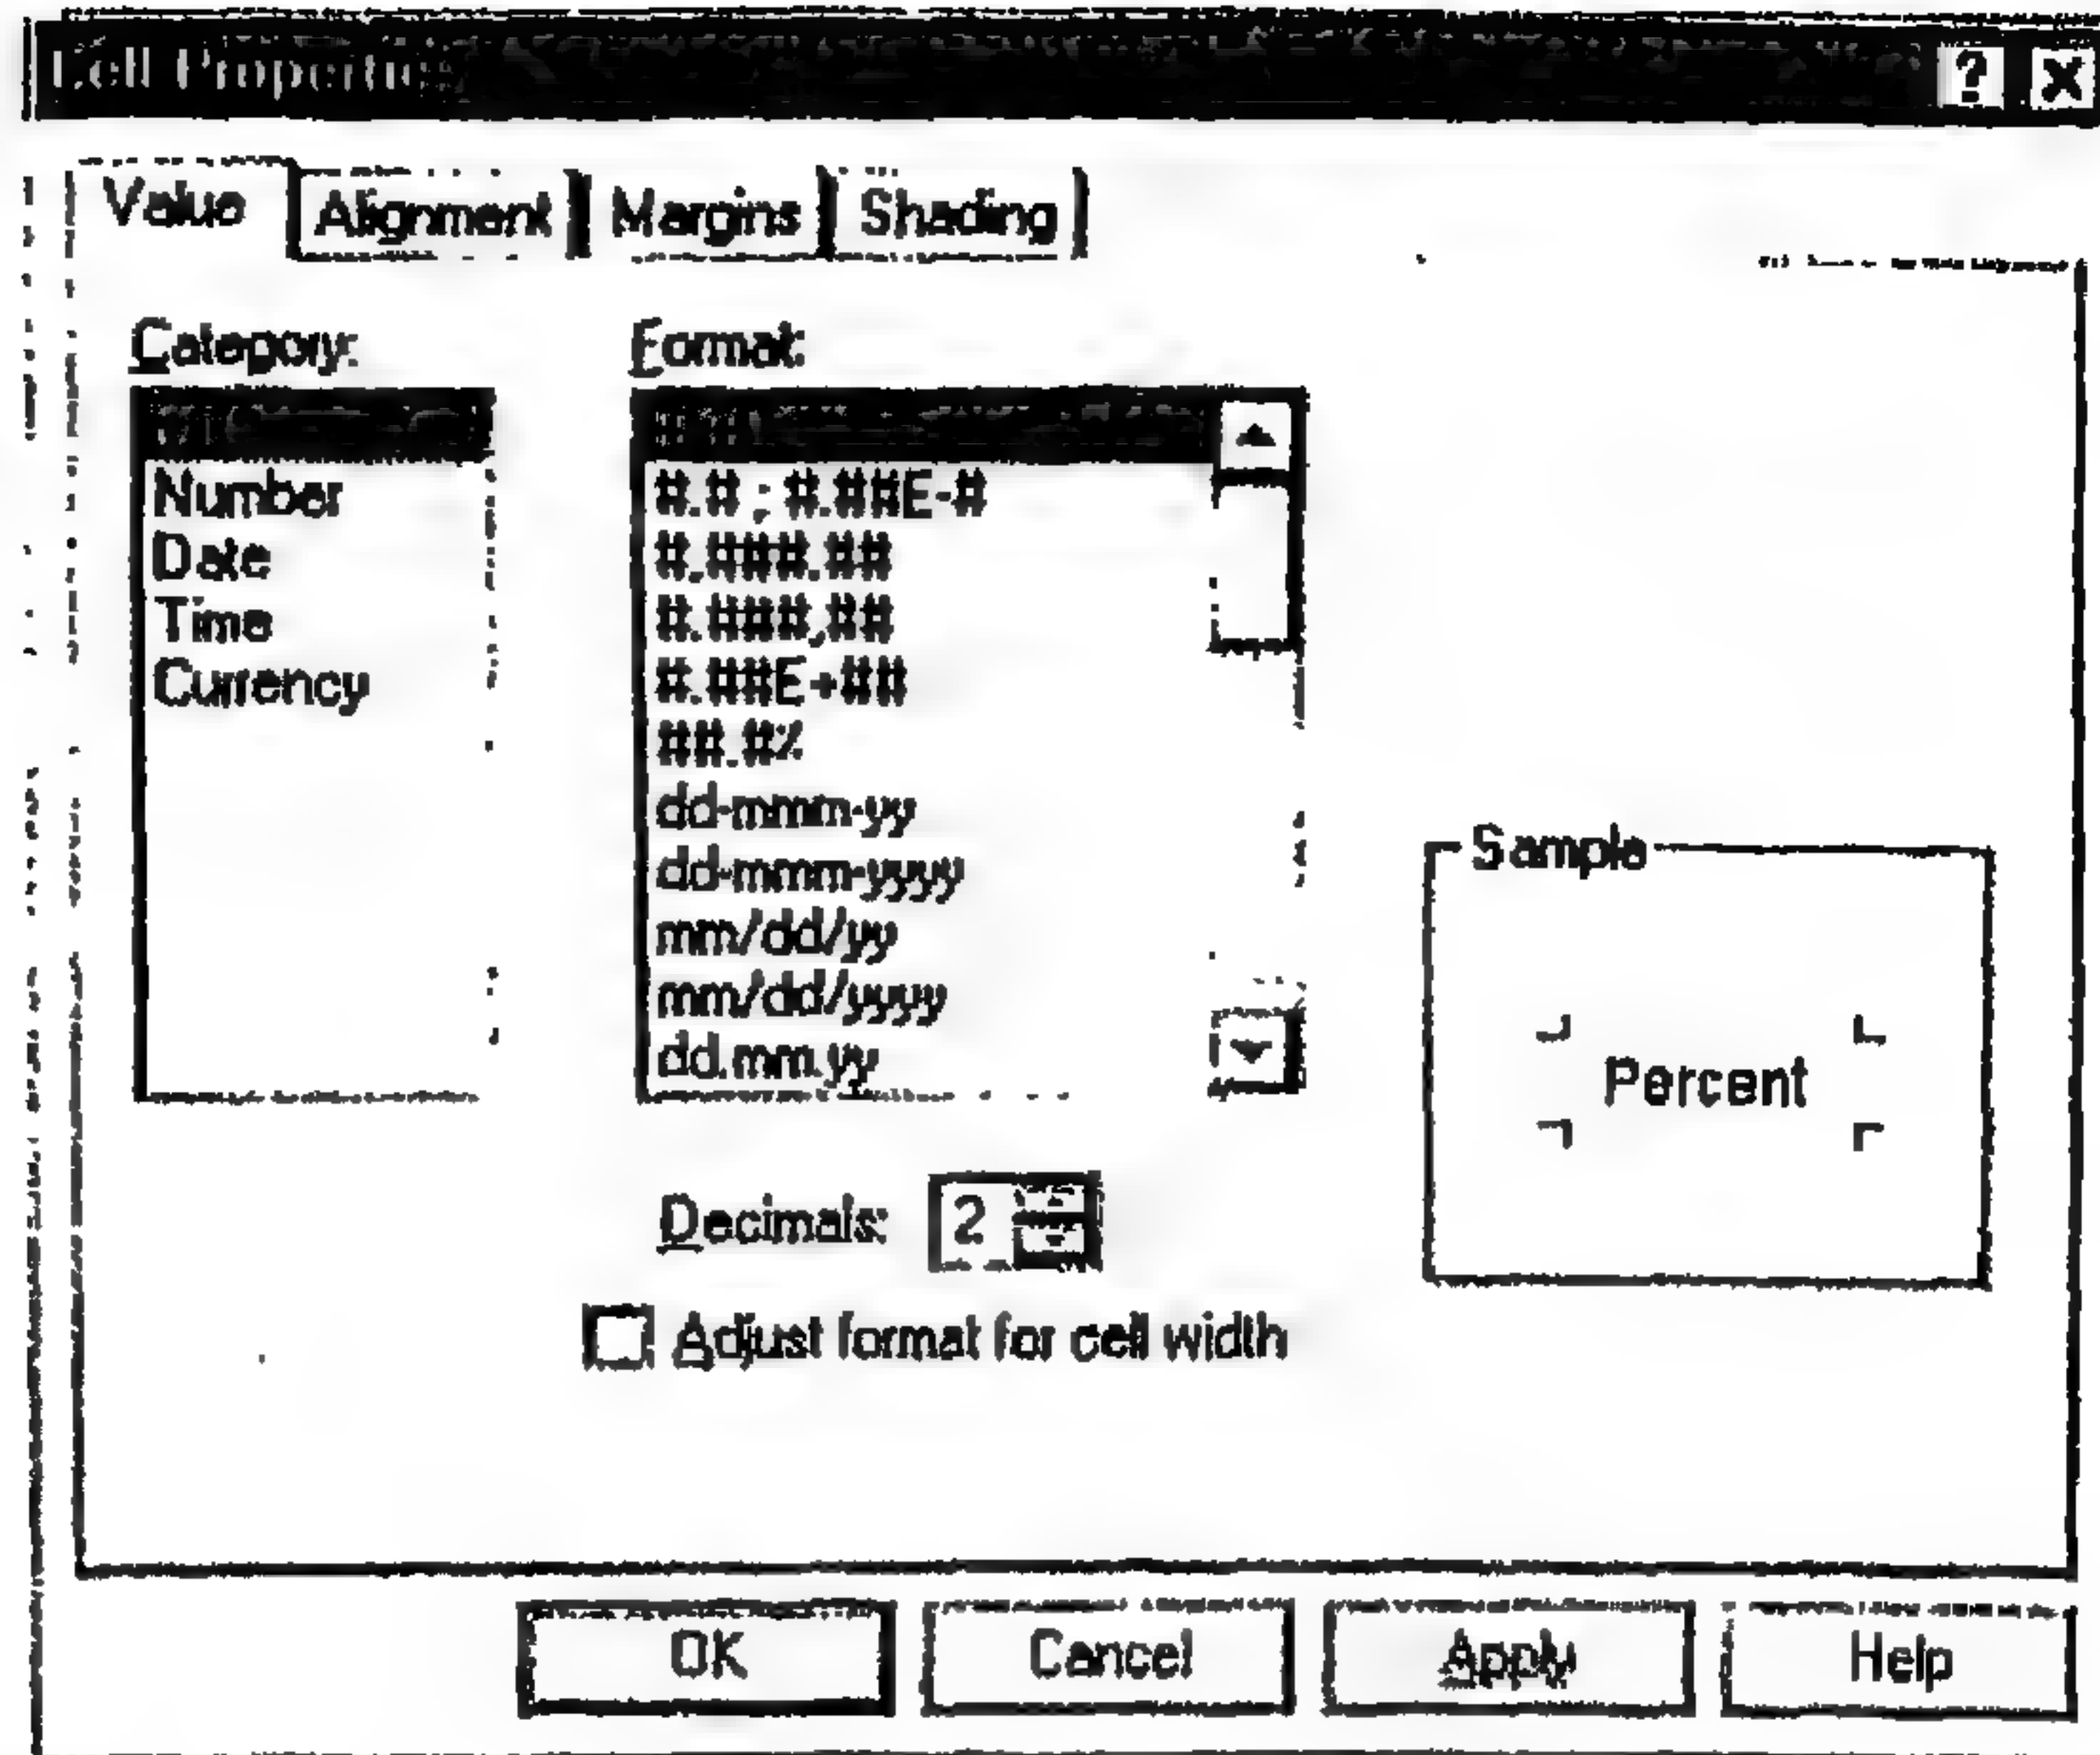 Cell Properties
Value Alignment Margins Shading
Category: Format:
Number #.# ; #.##E-#
Date #,###.##
Time #.###,##
Currency #.##E+##
##.#%
dd-mmm-yy
dd-mmm-yyyy
mm/dd/yy
mm/dd/yyyy
dd.mm.yy
Sample
Percent
Decimals: 2
Adjust format for cell width
OK Cancel Apply Help